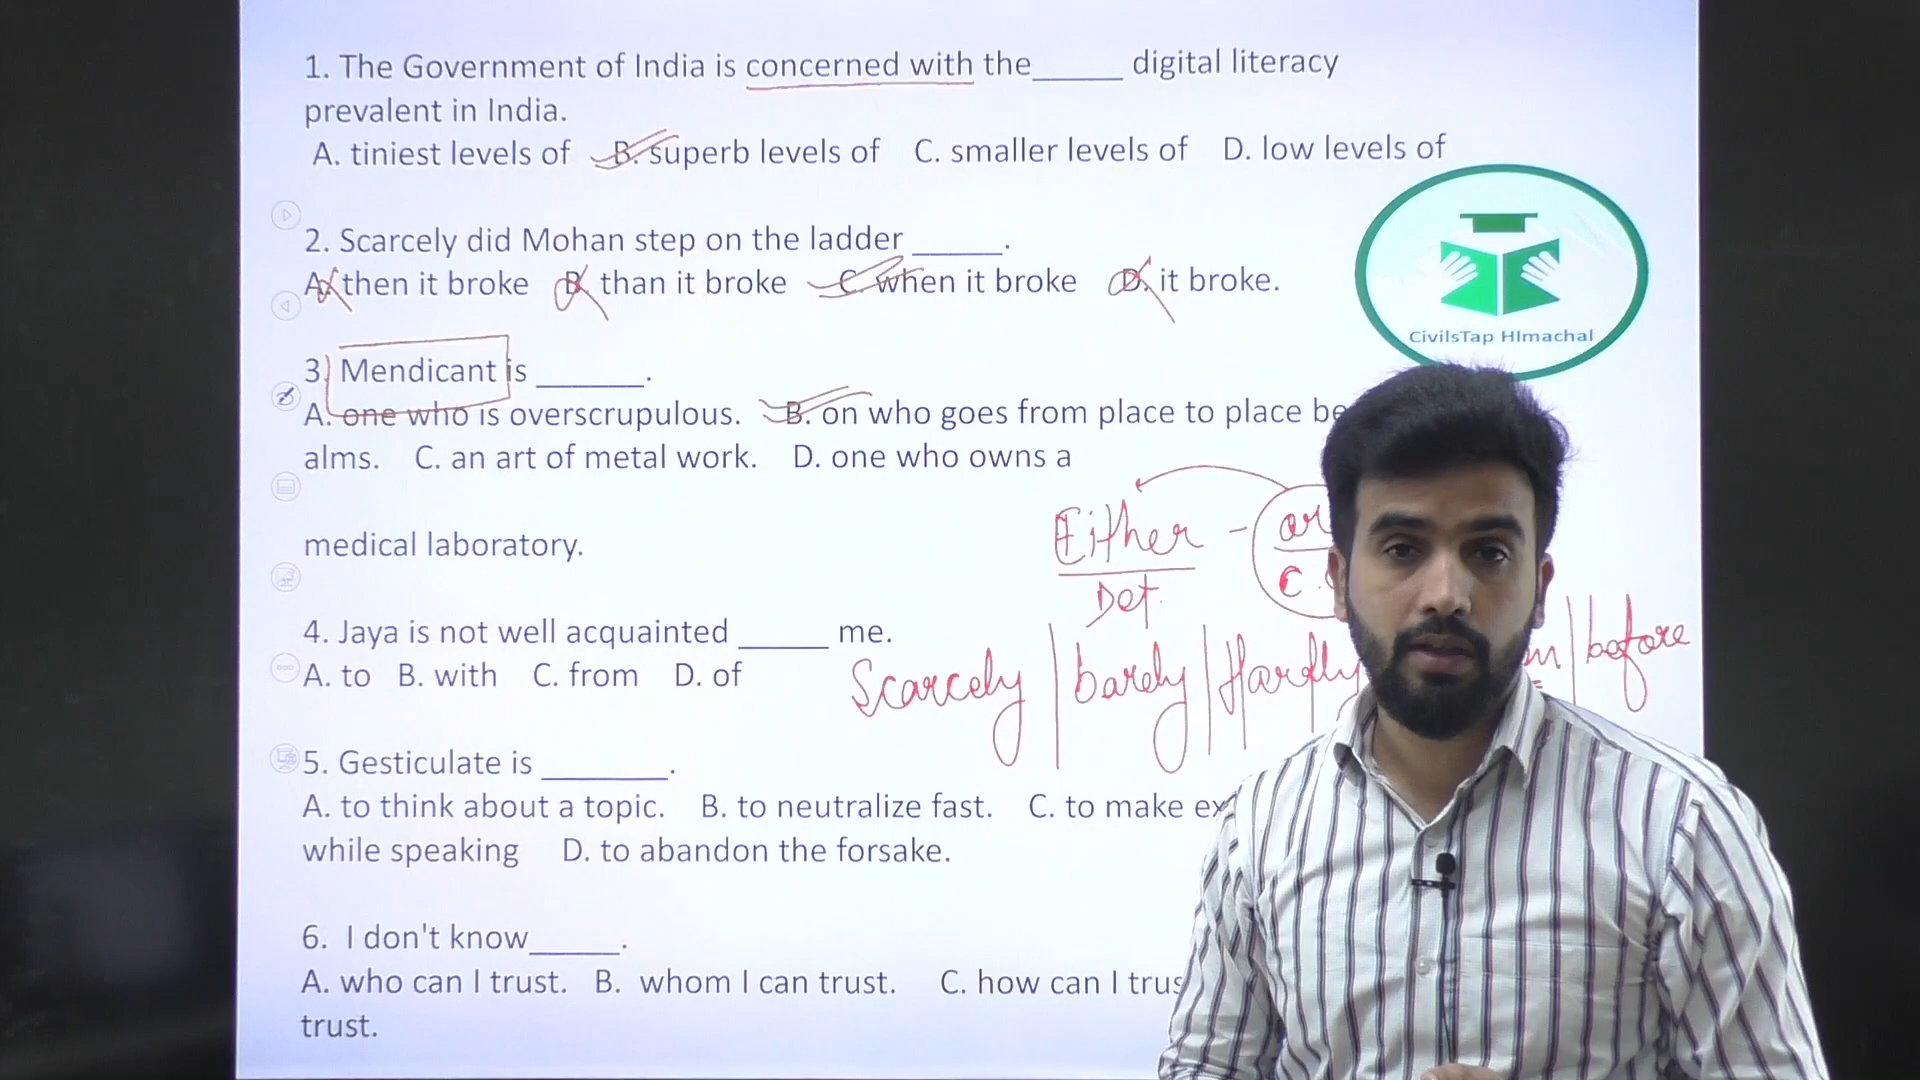 1. The Government of India is concerned with the______ digital literacy
prevalent in India.
A. tiniest levels of B. superb levels of C. smaller levels of D. low levels of
2. Scarcely did Mohan step on the ladder ______.
A. then it broke B. than it broke C. when it broke D. it broke.
CivilsTap HImachal
3. Mendicant is _______.
A. one who is overscrupulous. B. on who goes from place to place
alms. C. an art of metal work. D. one who owns a
Either - or
Det.
medical laboratory.
4. Jaya is not well acquainted ______ me.
A. to B. with C. from D. of
Scarcely | barely | Hardly | before
5. Gesticulate is ________.
A. to think about a topic. B. to neutralize fast. C. to make
while speaking D. to abandon the forsake.
6. I don't know______.
A. who can I trust. B. whom I can trust. C. how can I
trust.